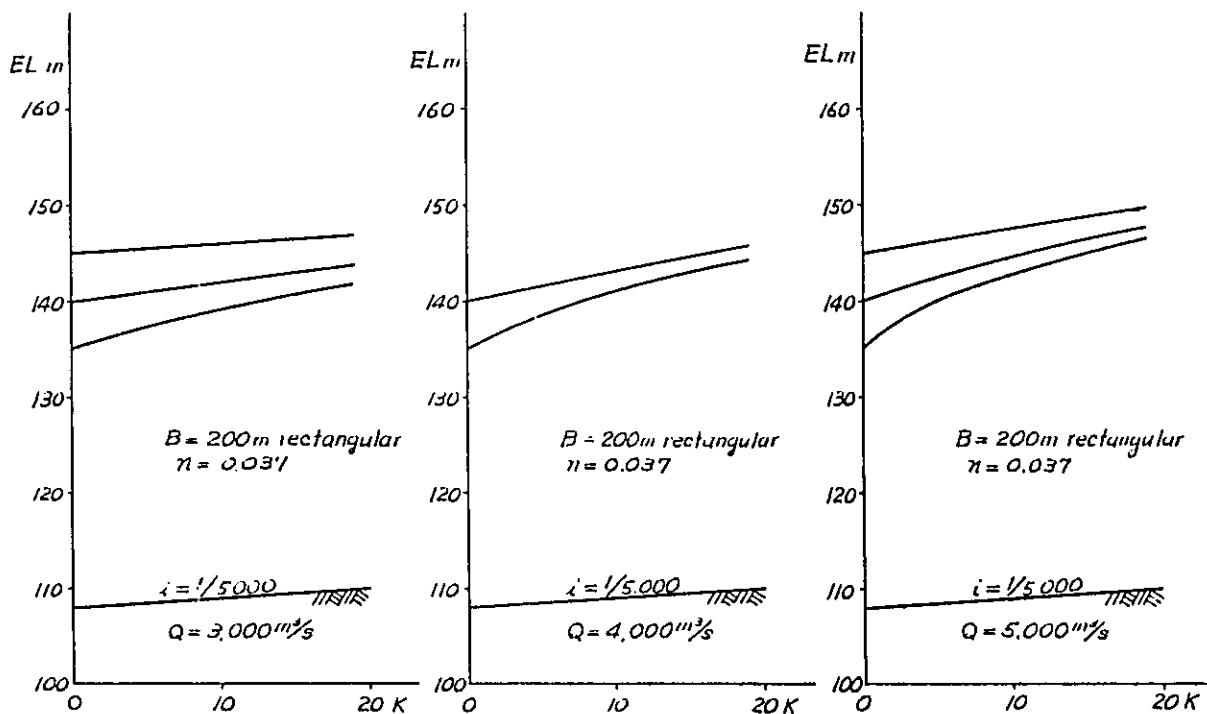 EL m
160
150
140
130
120
110
100
B = 200m rectangular
n = 0.037
i = 1/5000
Q = 3,000 m³/s
0
10
20 K
EL m
160
150
140
130
120
110
100
B = 200m rectangular
n = 0.037
i = 1/5.000
Q = 4,000 m³/s
0
10
20 K
EL m
160
150
140
130
120
110
100
B = 200m rectangular
n = 0.037
i = 1/5000
Q = 5,000 m³/s
0
10
20 K